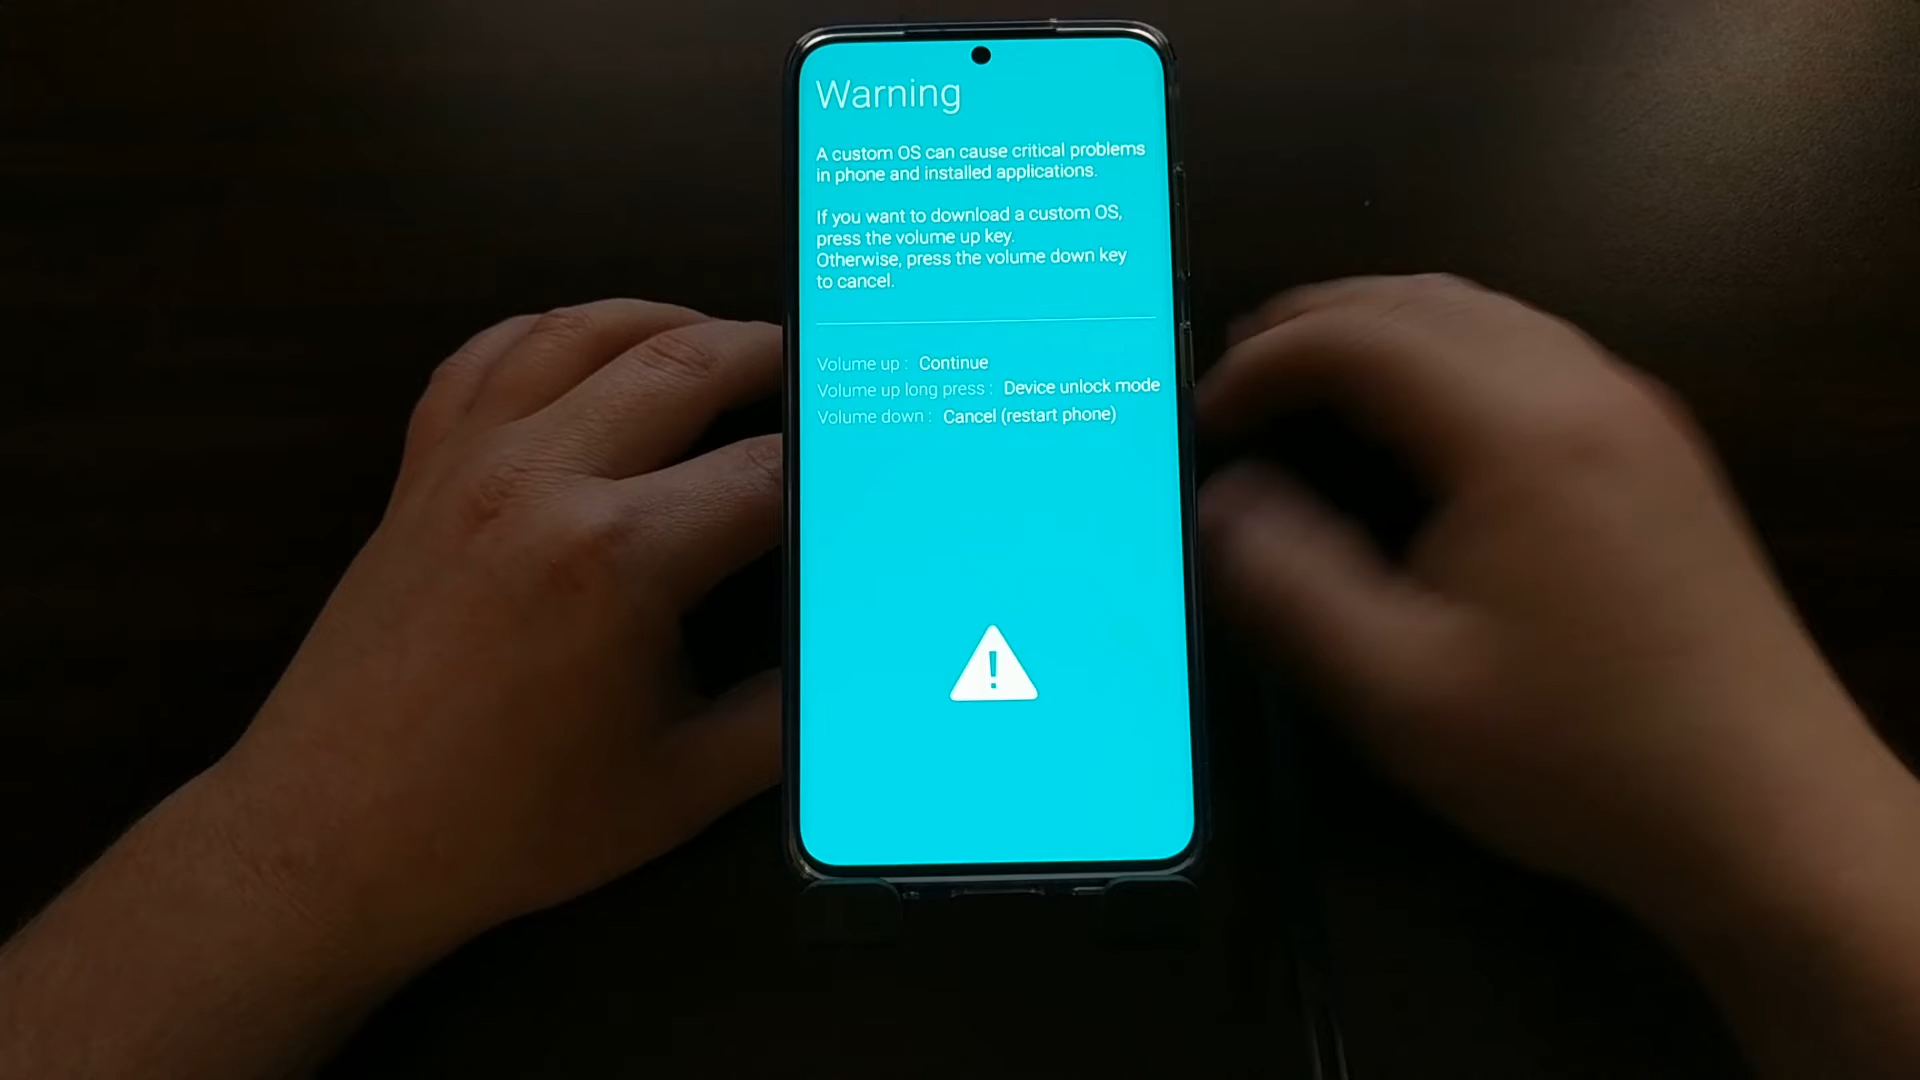 Warning
A custom OS can cause critical problems
in phone and installed applications.
If you want to download a custom OS,
press the volume up key.
Otherwise, press the volume down key
to cancel.
Volume up : Continue
Volume up long press : Device unlock mode
Volume down : Cancel (restart phone)
!